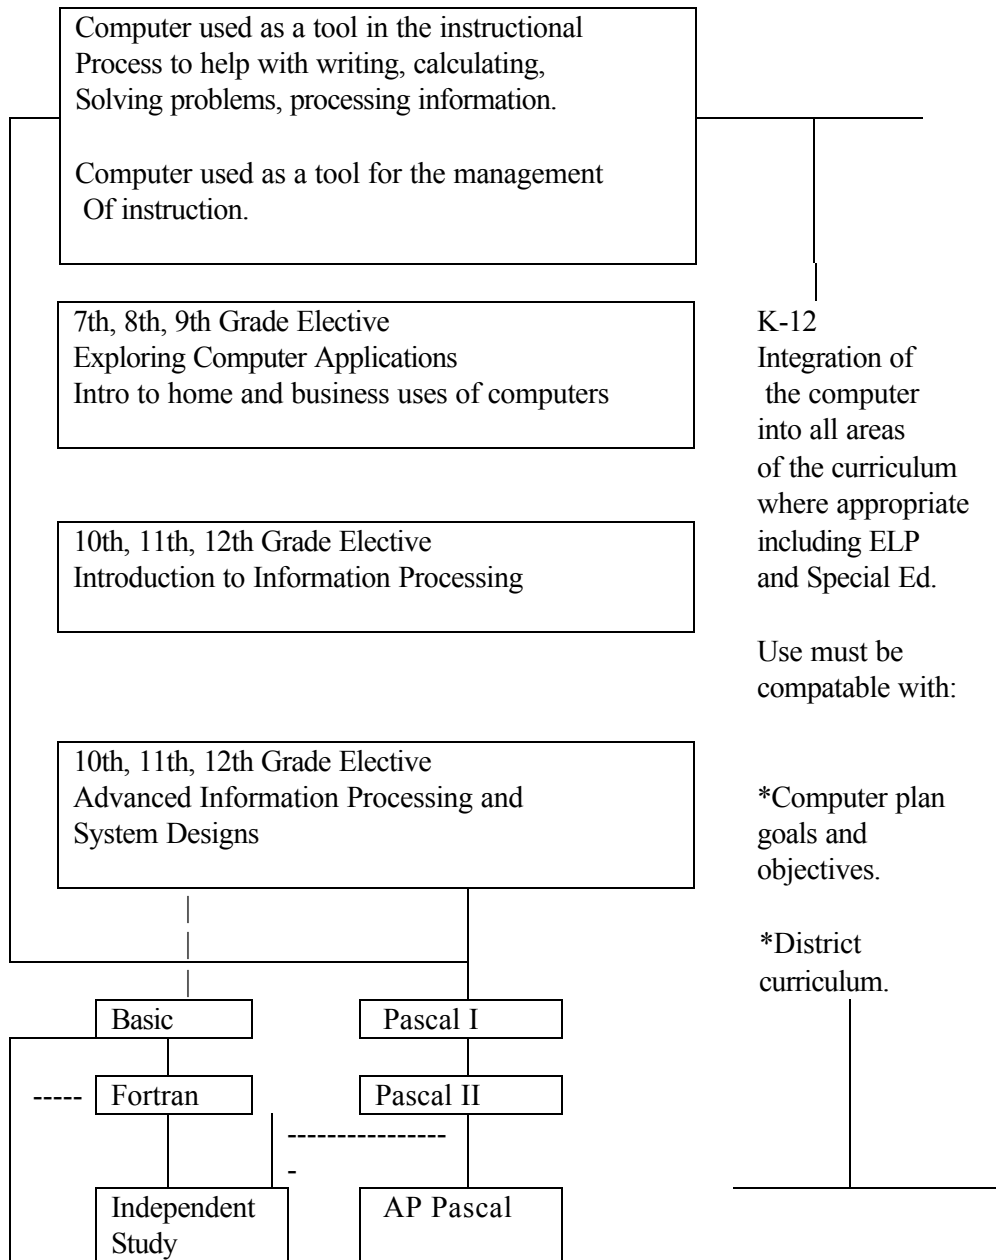 Computer used as a tool in the instructional
Process to help with writing, calculating,
Solving problems, processing information.
Computer used as a tool for the management
Of instruction.
7th, 8th, 9th Grade Elective
Exploring Computer Applications
Intro to home and business uses of computers
10th, 11th, 12th Grade Elective
Introduction to Information Processing
10th, 11th, 12th Grade Elective
Advanced Information Processing and
System Designs
K-12
Integration of
the computer
into all areas
of the curriculum
where appropriate
including ELP
and Special Ed.
Use must be
compatable with:
*Computer plan
goals and
objectives.
*District
curriculum.
Basic
Pascal I
Fortran
Pascal II
Independent
Study
AP Pascal